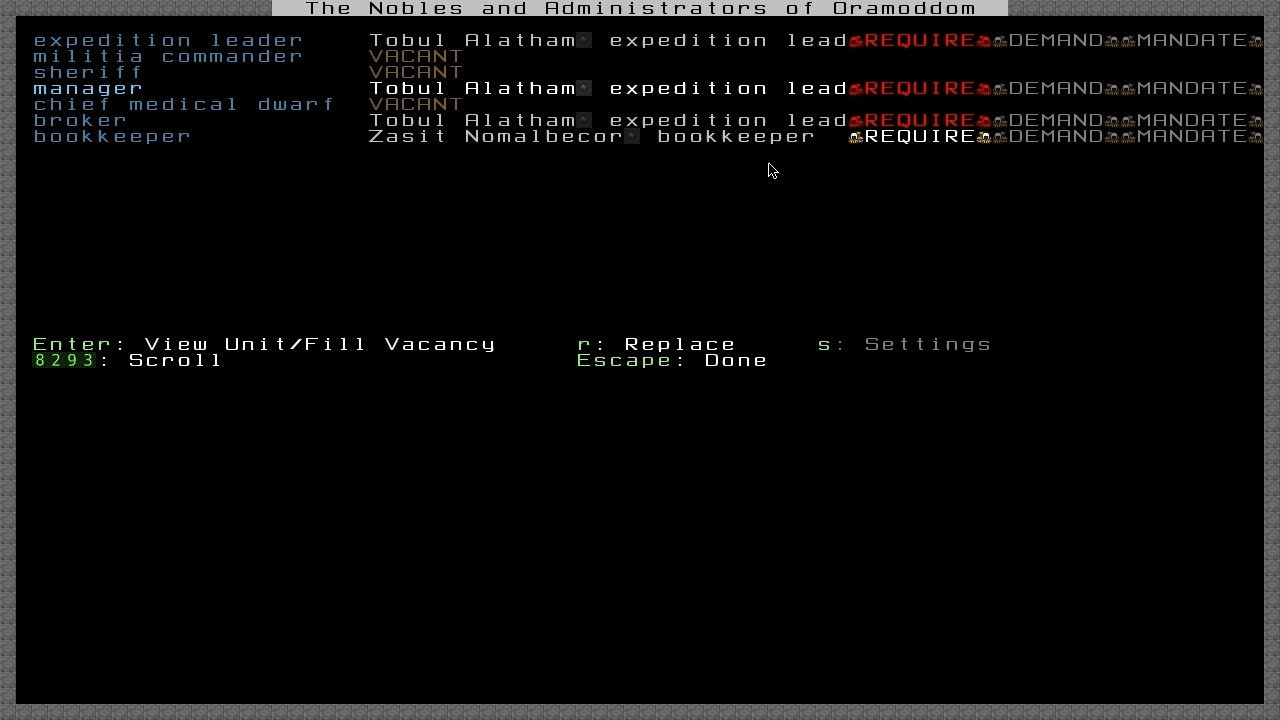 The Nobles and Administrators of Oramoddom
expedition leader Tobul Alatham expedition lead REQUIRE DEMAND MANDATE
militia commander VACANT
sheriff VACANT
manager Tobul Alatham expedition lead REQUIRE DEMAND MANDATE
chief medical dwarf VACANT
broker Tobul Alatham expedition lead REQUIRE DEMAND MANDATE
bookkeeper Zasit Nomalbecor bookkeeper REQUIRE DEMAND MANDATE
Enter: View Unit/Fill Vacancy r: Replace s: Settings
8293: Scroll Escape: Done